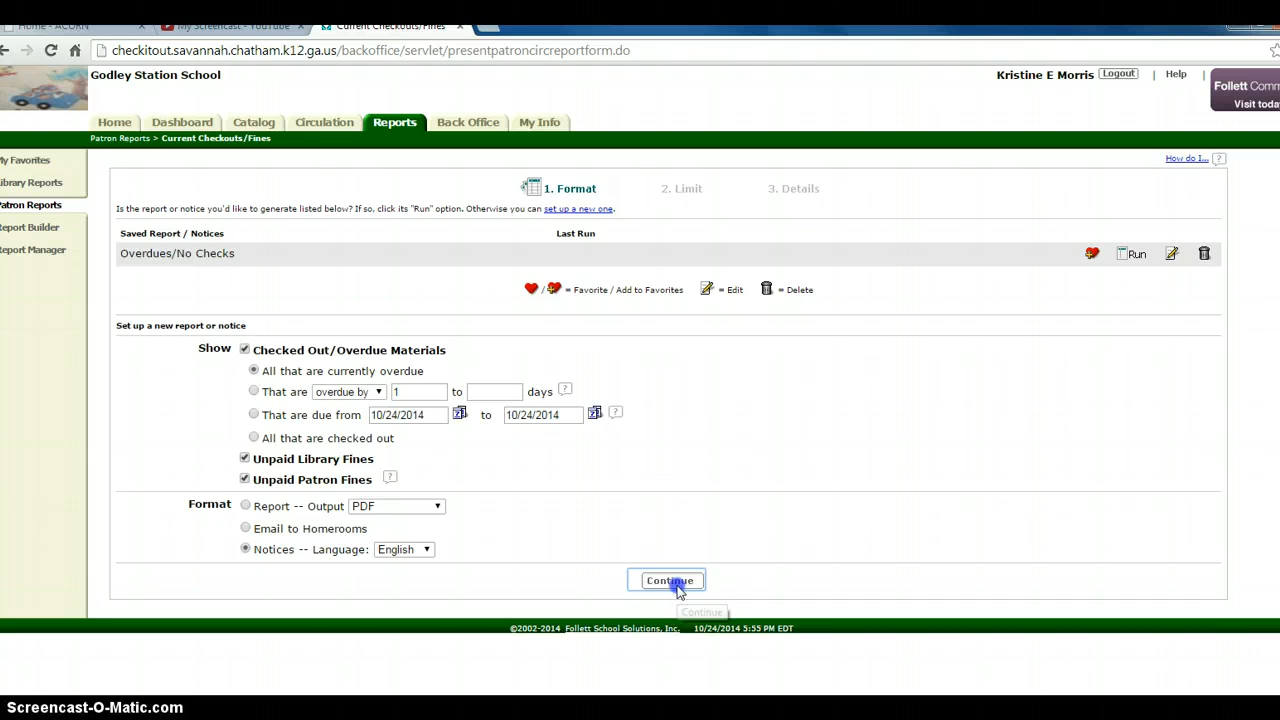 Home - ACORN My Screencast - YouTube Current Checkouts/Fines
checkitout.savannah.chatham.k12.ga.us/backoffice/servlet/presentpatroncircreportform.do
Godley Station School Kristine E Morris Logout | Help |
Follett Comm
Visit today
Home Dashboard Catalog Circulation Reports Back Office My Info
Patron Reports > Current Checkouts/Fines
My Favorites
Library Reports
Patron Reports
Report Builder
Report Manager
How do I... ?
1. Format 2. Limit 3. Details
Is the report or notice you'd like to generate listed below? If so, click its "Run" option. Otherwise you can set up a new one.
Saved Report / Notices Last Run
Overdues/No Checks Run
/ = Favorite / Add to Favorites = Edit = Delete
Set up a new report or notice
Show Checked Out/Overdue Materials
All that are currently overdue
That are overdue by 1 to days ?
That are due from 10/24/2014 to 10/24/2014 ?
All that are checked out
Unpaid Library Fines
Unpaid Patron Fines ?
Format Report -- Output PDF
Email to Homerooms
Notices -- Language: English
Continue
Continue
©2002-2014 Follett School Solutions, Inc. 10/24/2014 5:55 PM EDT
Screencast-O-Matic.com